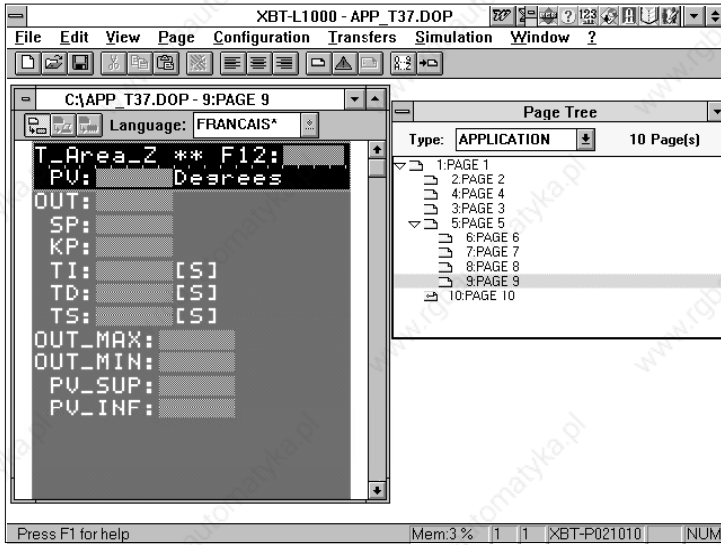 XBT-L1000 - APP_T37.DOP
File Edit View Page Configuration Transfers Simulation Window ?
C:\APP_T37.DOP - 9:PAGE 9
Language: FRANCAIS*
T_Area_Z ** F12:
PV: Degrees
OUT:
SP:
KP:
TI: [S]
TD: [S]
TS: [S]
OUT_MAX:
OUT_MIN:
PV_SUP:
PV_INF:
Page Tree
Type: APPLICATION 10 Page(s)
1:PAGE 1
2:PAGE 2
4:PAGE 4
3:PAGE 3
5:PAGE 5
6:PAGE 6
7:PAGE 7
8:PAGE 8
9:PAGE 9
10:PAGE 10
Press F1 for help Mem:3 % 1 1 XBT-P021010 NUM